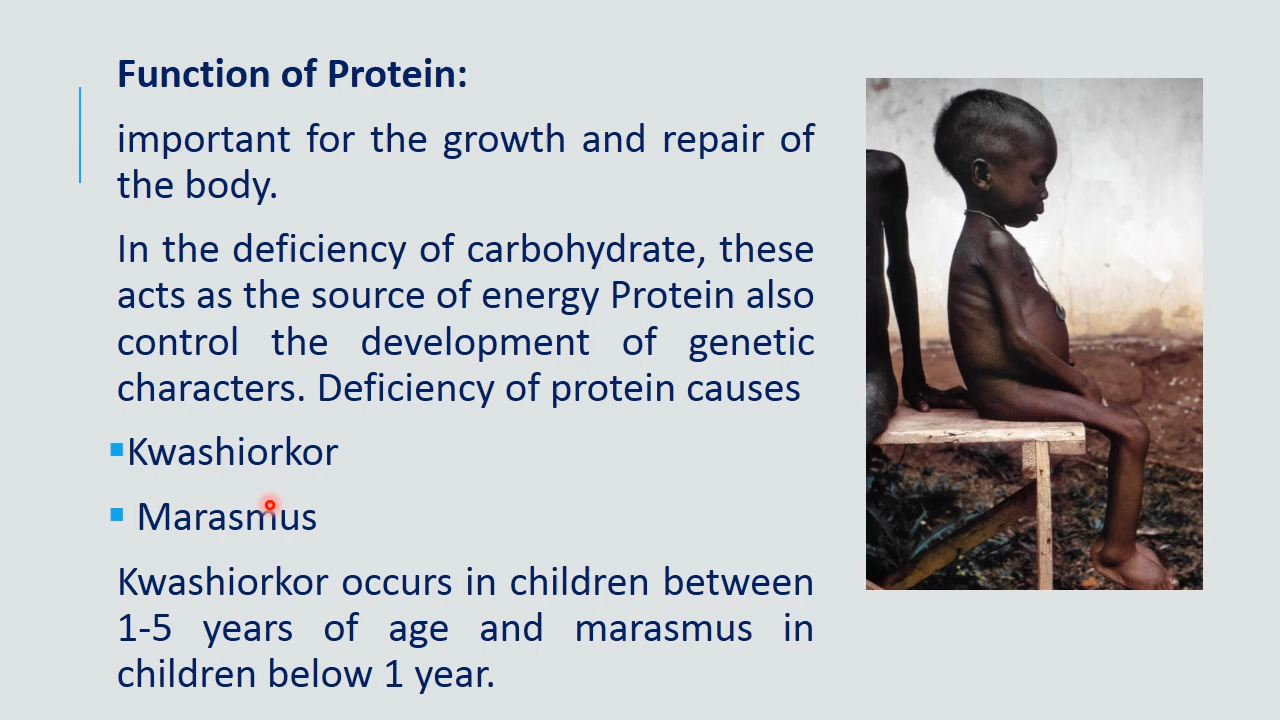 Function of Protein:
important for the growth and repair of
the body.
In the deficiency of carbohydrate, these
acts as the source of energy Protein also
control the development of genetic
characters. Deficiency of protein causes
Kwashiorkor
Marasmus
Kwashiorkor occurs in children between
1-5 years of age and marasmus in
children below 1 year.